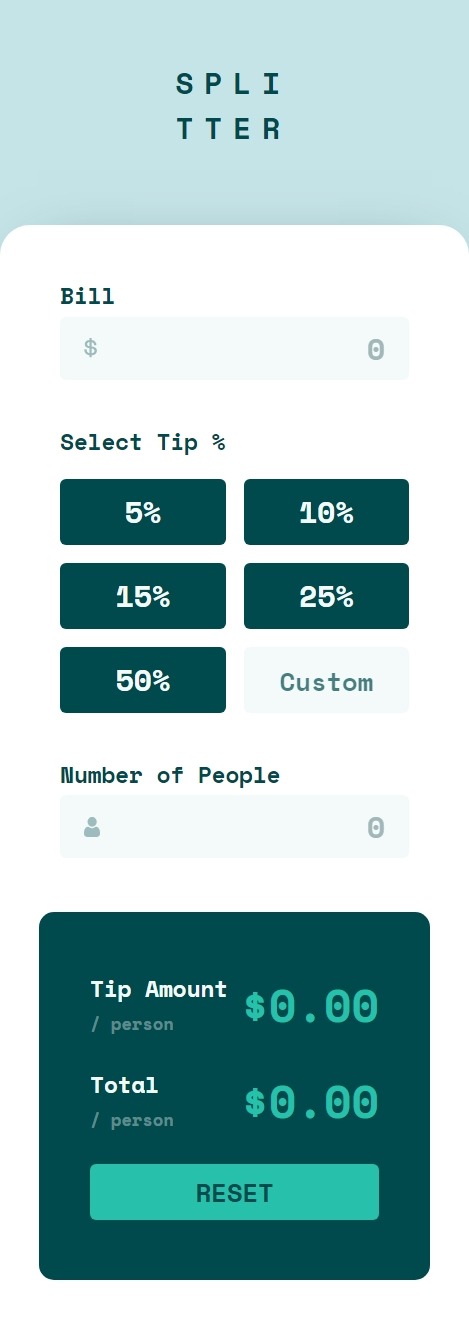 SPLI
TTER
Bill
$ 0
Select Tip %
5% 10%
15% 25%
50% Custom
Number of People
0
Tip Amount $0.00
/ person
Total $0.00
/ person
RESET